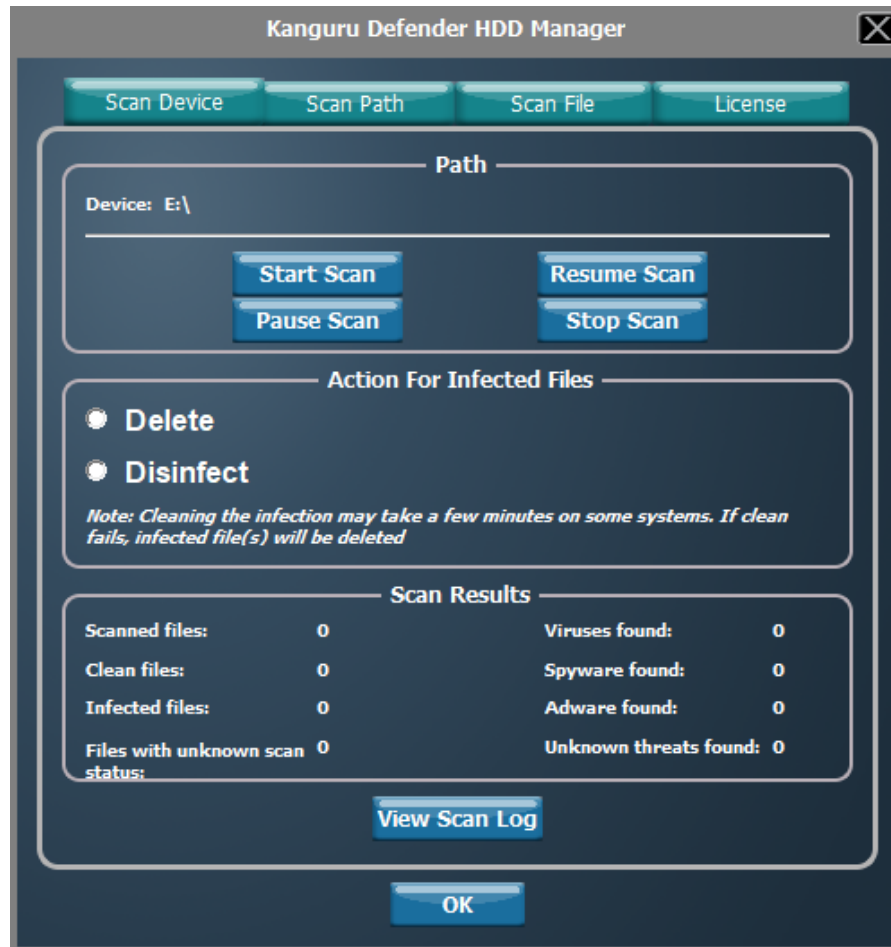 Kanguru Defender HDD Manager
Scan Device
Scan Path
Scan File
License
Path
Device: E:\
Start Scan
Resume Scan
Pause Scan
Stop Scan
Action For Infected Files
Delete
Disinfect
Note: Cleaning the infection may take a few minutes on some systems. If clean
fails, infected file(s) will be deleted
Scan Results
Scanned files: 0
Viruses found: 0
Clean files: 0
Spyware found: 0
Infected files: 0
Adware found: 0
Files with unknown scan 0
status:
Unknown threats found: 0
View Scan Log
OK